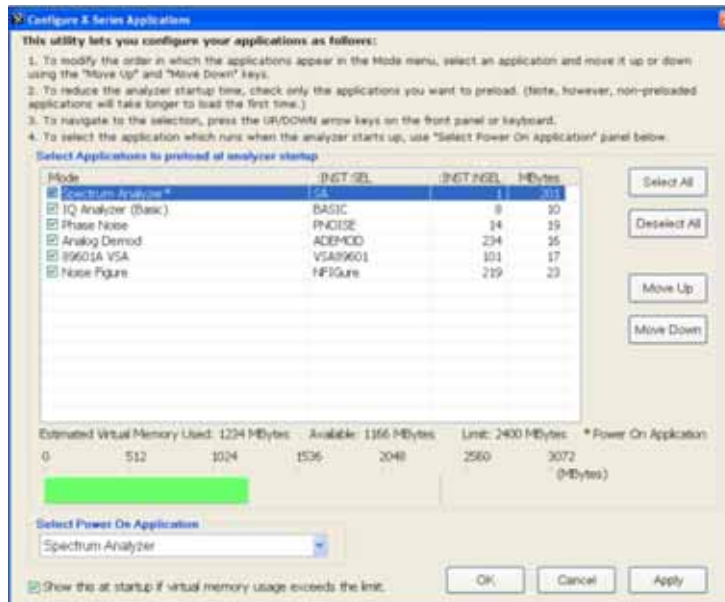 Configure X Series Applications
This utility lets you configure your applications as follows:
1. To modify the order in which the applications appear in the Mode menu, select an application and move it up or down
using the "Move Up" and "Move Down" keys.
2. To reduce the analyzer startup time, check only the applications you want to preload. (Note, however, non-preloaded
applications will take longer to load the first time.)
3. To navigate to the selection, press the UP/DOWN arrow keys on the front panel or keyboard.
4. To select the application which runs when the analyzer starts up, use "Select Power On Application" panel below.
Select Applications to preload at analyzer startup
Mode :INST:SEL :INST:NSEL MBytes
Spectrum Analyzer* SA 1 201
IQ Analyzer (Basic) BASIC 8 10
Phase Noise PNOISE 14 19
Analog Demod ADEMOD 234 16
89601A VSA VSA89601 101 17
Noise Figure NFIGure 219 23
Select All
Deselect All
Move Up
Move Down
Estimated Virtual Memory Used: 1234 MBytes Available: 1166 MBytes Limit: 2400 MBytes * Power On Application
0 512 1024 1536 2048 2560 3072
(MBytes)
Select Power On Application
Spectrum Analyzer
Show this at startup if virtual memory usage exceeds the limit.
OK Cancel Apply